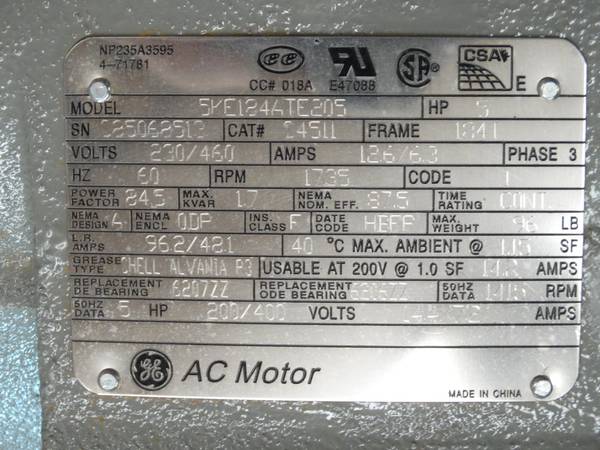 NP235A3595
4-71781
CC# 018A E47088 SA CSA E
MODEL 5KE184ATE205 HP 5
SN CAT# FRAME
VOLTS 230/460 AMPS 12.6/6.3 PHASE 3
HZ 60 RPM 1735 CODE
POWER FACTOR 84.5 MAX. KVAR 1.7 NEMA NOM. EFF. 87.5 TIME RATING CONT
NEMA DESIGN A NEMA ENCL ODP INS. CLASS F DATE CODE MAX. WEIGHT 96 LB
L.R. AMPS 96.2/48.1 40 °C MAX. AMBIENT @ 1.15 SF
GREASE TYPE ALVANIA USABLE AT 200V @ 1.0 SF AMPS
REPLACEMENT DE BEARING 6207ZZ REPLACEMENT ODE BEARING 50HZ DATA RPM
50HZ DATA 5 HP 200/400 VOLTS AMPS
GE AC Motor
MADE IN CHINA